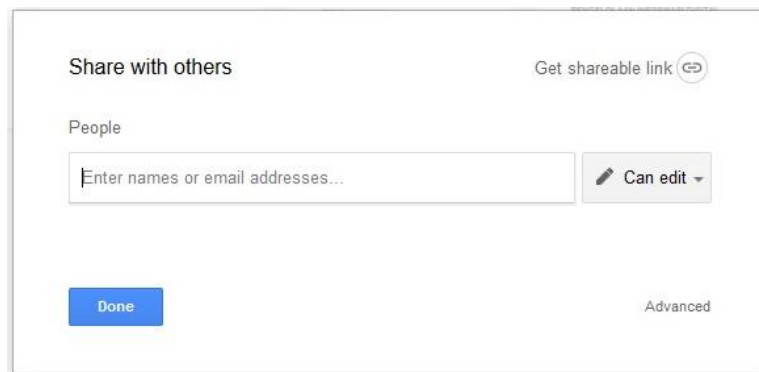 Share with others
Get shareable link
People
Enter names or email addresses...
Can edit
Done
Advanced